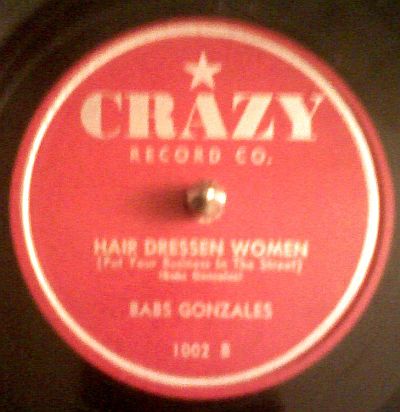 CRAZY
RECORD CO.
HAIR DRESSEN WOMEN
(Put Your Business In The Street)
(Babs Gonzales)
BABS GONZALES
1002 B